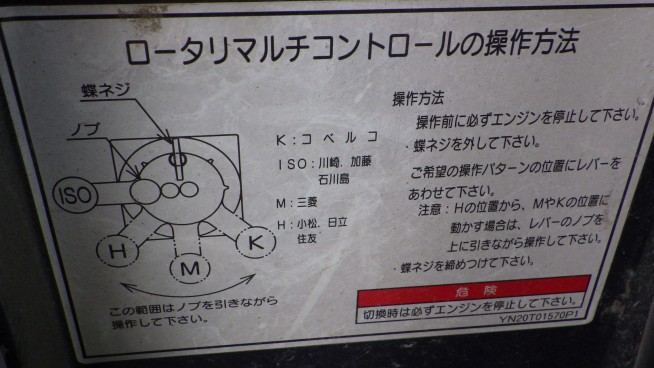 ロータリマルチコントロールの操作方法
蝶ネジ
ノブ
ISO
H
M
K
この範囲はノブを引きながら
操作して下さい。
K：コベルコ
ISO：川崎、加藤
石川島
M：三菱
H：小松、日立
住友
操作方法
操作前に必ずエンジンを停止して下さい。
・蝶ネジを外して下さい。
ご希望の操作パターンの位置にレバーを
あわせて下さい。
注意：Hの位置から、MやKの位置に
動かす場合は、レバーのノブを
上に引きながら操作して下さい。
・蝶ネジを締めつけて下さい。
危険
切換時は必ずエンジンを停止して下さい。
YN20T01570P1